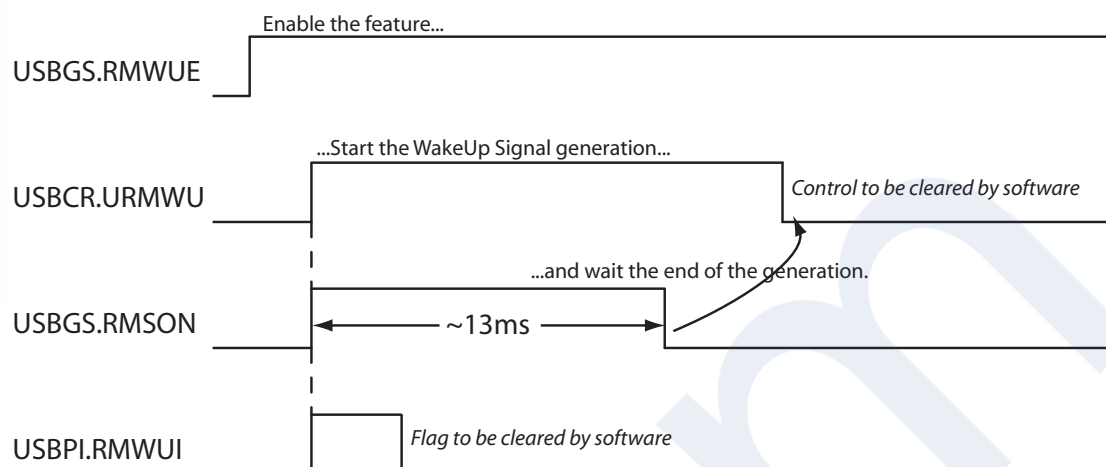 Enable the feature...
USBGS.RMWUE
...Start the WakeUp Signal generation...
USBCR.URMWU
Control to be cleared by software
...and wait the end of the generation.
USBGS.RMSON
~13ms
USBPI.RMWUI
Flag to be cleared by software